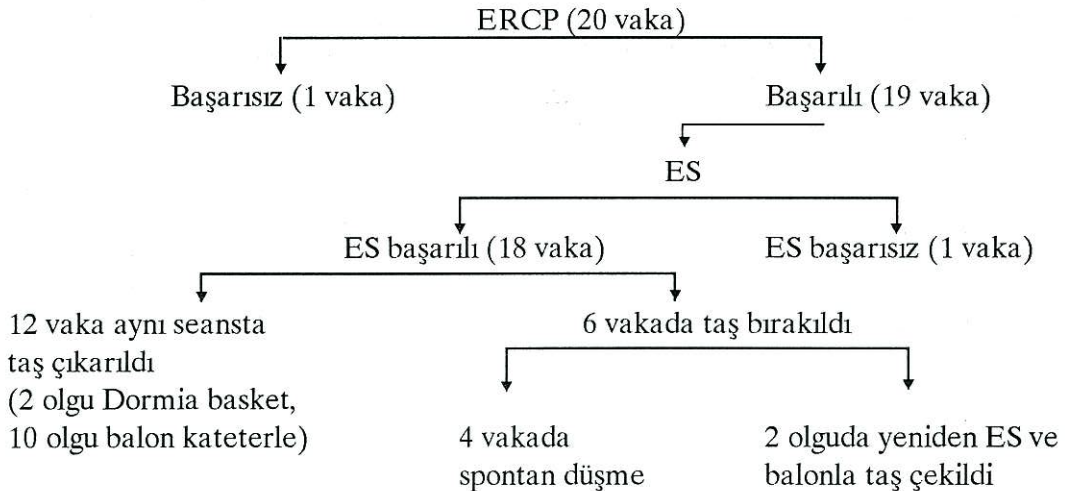 ERCP (20 vaka)
Başarısız (1 vaka)
Başarılı (19 vaka)
ES
ES başarılı (18 vaka)
ES başarısız (1 vaka)
12 vaka aynı seansta
taş çıkarıldı
(2 olgu Dormia basket,
10 olgu balon kateterle)
6 vakada taş bırakıldı
4 vakada
spontan düşme
2 olguda yeniden ES ve
balonla taş çekildi